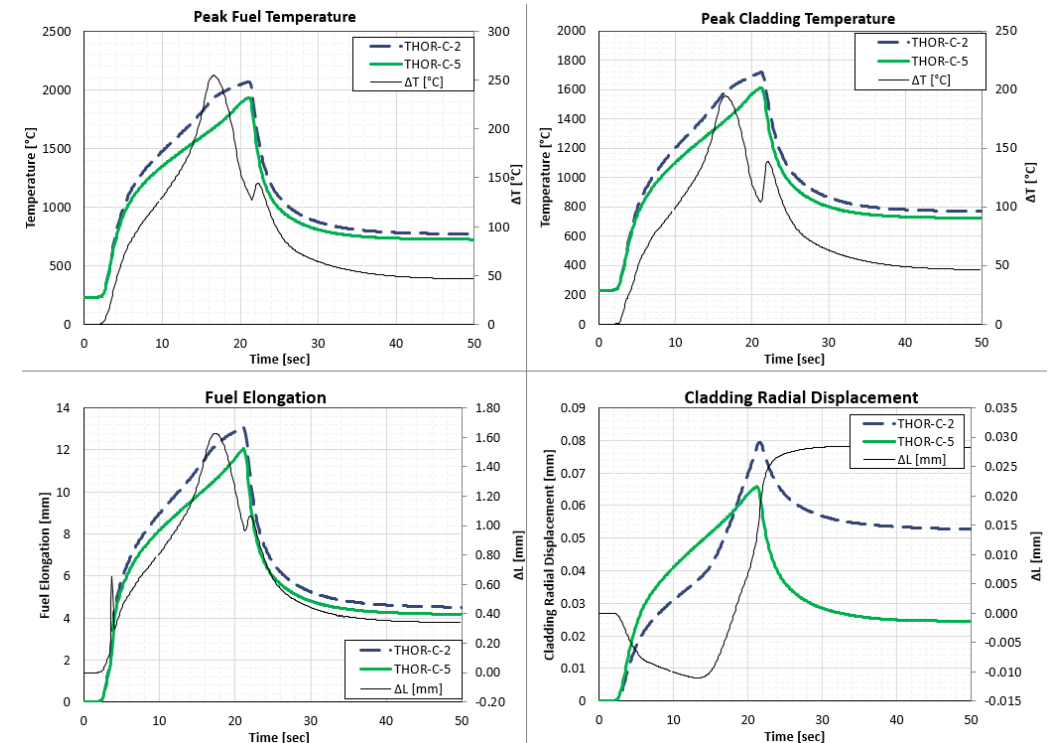 Peak Fuel Temperature
2500
2000
1500
1000
500
0
Temperature [°C]
300
250
200
150
100
50
0
ΔT [°C]
THOR-C-2
THOR-C-5
ΔT [°C]
0 10 20 30 40 50
Time [sec]
Peak Cladding Temperature
2000
1800
1600
1400
1200
1000
800
600
400
200
0
Temperature [°C]
250
200
150
100
50
0
ΔT [°C]
THOR-C-2
THOR-C-5
ΔT [°C]
0 10 20 30 40 50
Time [sec]
Fuel Elongation
14
12
10
8
6
4
2
0
Fuel Elongation [mm]
1.80
1.60
1.40
1.20
1.00
0.80
0.60
0.40
0.20
0.00
-0.20
ΔL [mm]
THOR-C-2
THOR-C-5
ΔL [mm]
0 10 20 30 40 50
Time [sec]
Cladding Radial Displacement
0.09
0.08
0.07
0.06
0.05
0.04
0.03
0.02
0.01
0
Cladding Radial Displacement [mm]
0.035
0.030
0.025
0.020
0.015
0.010
0.005
0.000
-0.005
-0.010
-0.015
ΔL [mm]
THOR-C-2
THOR-C-5
ΔL [mm]
0 10 20 30 40 50
Time [sec]